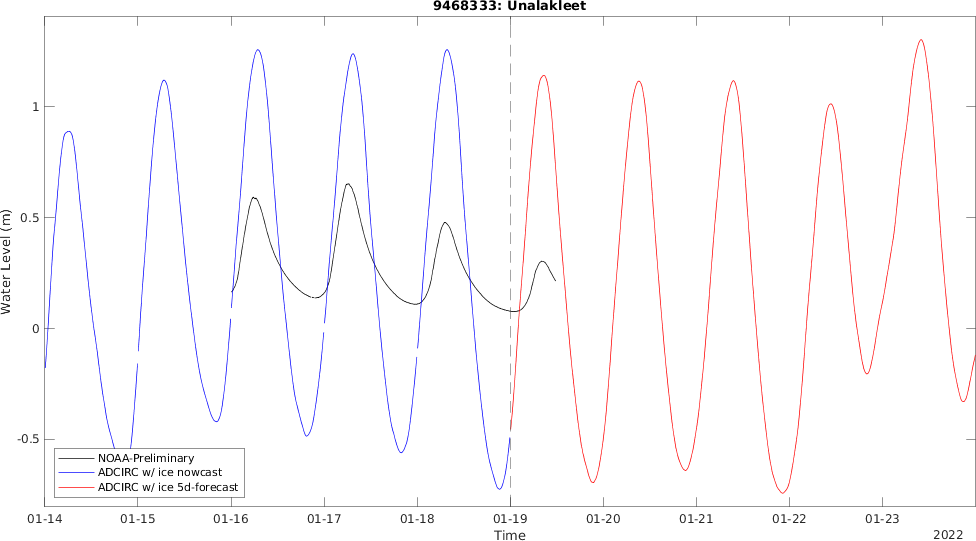 9468333: Unalakleet
Water Level (m)
1
0.5
0
-0.5
NOAA-Preliminary
ADCIRC w/ ice nowcast
ADCIRC w/ ice 5d-forecast
01-14 01-15 01-16 01-17 01-18 01-19 01-20 01-21 01-22 01-23
Time
2022